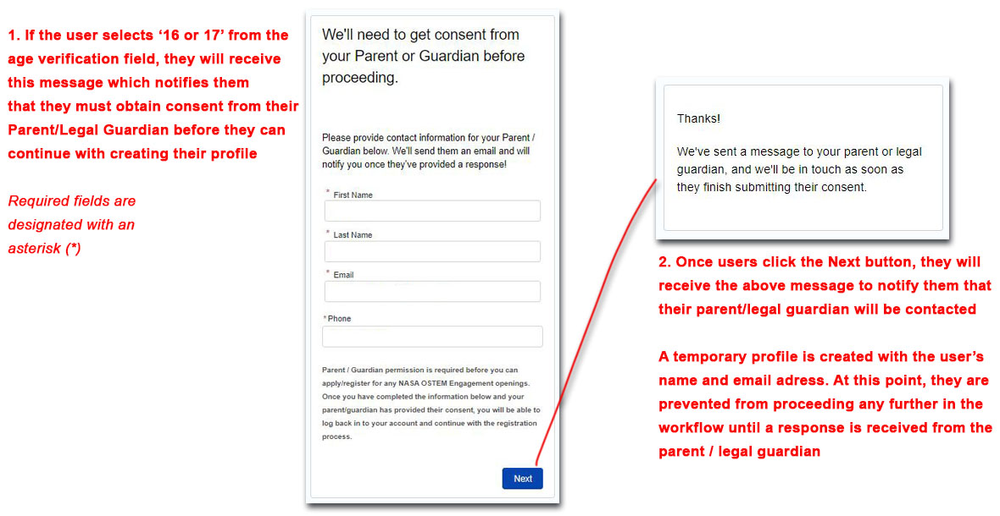 1. If the user selects ‘16 or 17’ from the
age verification field, they will receive
this message which notifies them
that they must obtain consent from their
Parent/Legal Guardian before they can
continue with creating their profile
Required fields are
designated with an
asterisk (*)
We'll need to get consent from
your Parent or Guardian before
proceeding.
Please provide contact information for your Parent /
Guardian below. We'll send them an email and will
notify you once they've provided a response!
* First Name
* Last Name
* Email
*Phone
Parent / Guardian permission is required before you can
apply/register for any NASA OSTEM Engagement openings.
Once you have completed the information below and your
parent/guardian has provided their consent, you will be able to
log back in to your account and continue with the registration
process.
Next
Thanks!
We've sent a message to your parent or legal
guardian, and we'll be in touch as soon as
they finish submitting their consent.
2. Once users click the Next button, they will
receive the above message to notify them that
their parent/legal guardian will be contacted
A temporary profile is created with the user’s
name and email adress. At this point, they are
prevented from proceeding any further in the
workflow until a response is received from the
parent / legal guardian